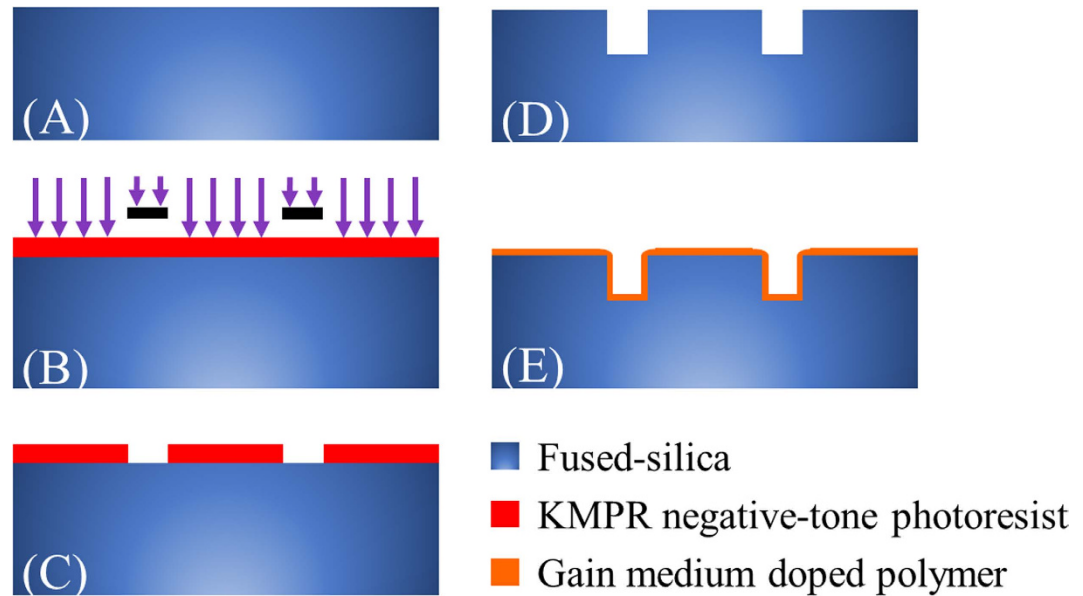 (A)
(B)
(C)
(D)
(E)
Fused-silica
KMPR negative-tone photoresist
Gain medium doped polymer